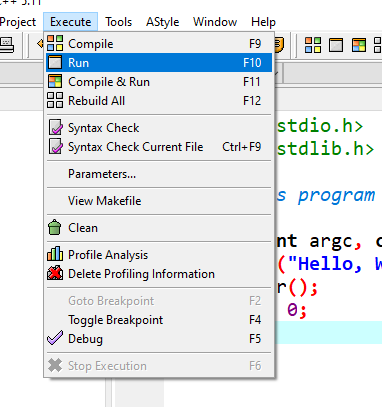 5.11
Project Execute Tools AStyle Window Help
Compile F9
Run F10
Compile & Run F11
Rebuild All F12
Syntax Check
Syntax Check Current File Ctrl+F9
Parameters...
View Makefile
Clean
Profile Analysis
Delete Profiling Information
Goto Breakpoint F2
Toggle Breakpoint F4
Debug F5
Stop Execution F6
stdio.h>
stdlib.h>
s program
nt argc, c
("Hello, W
r();
0;